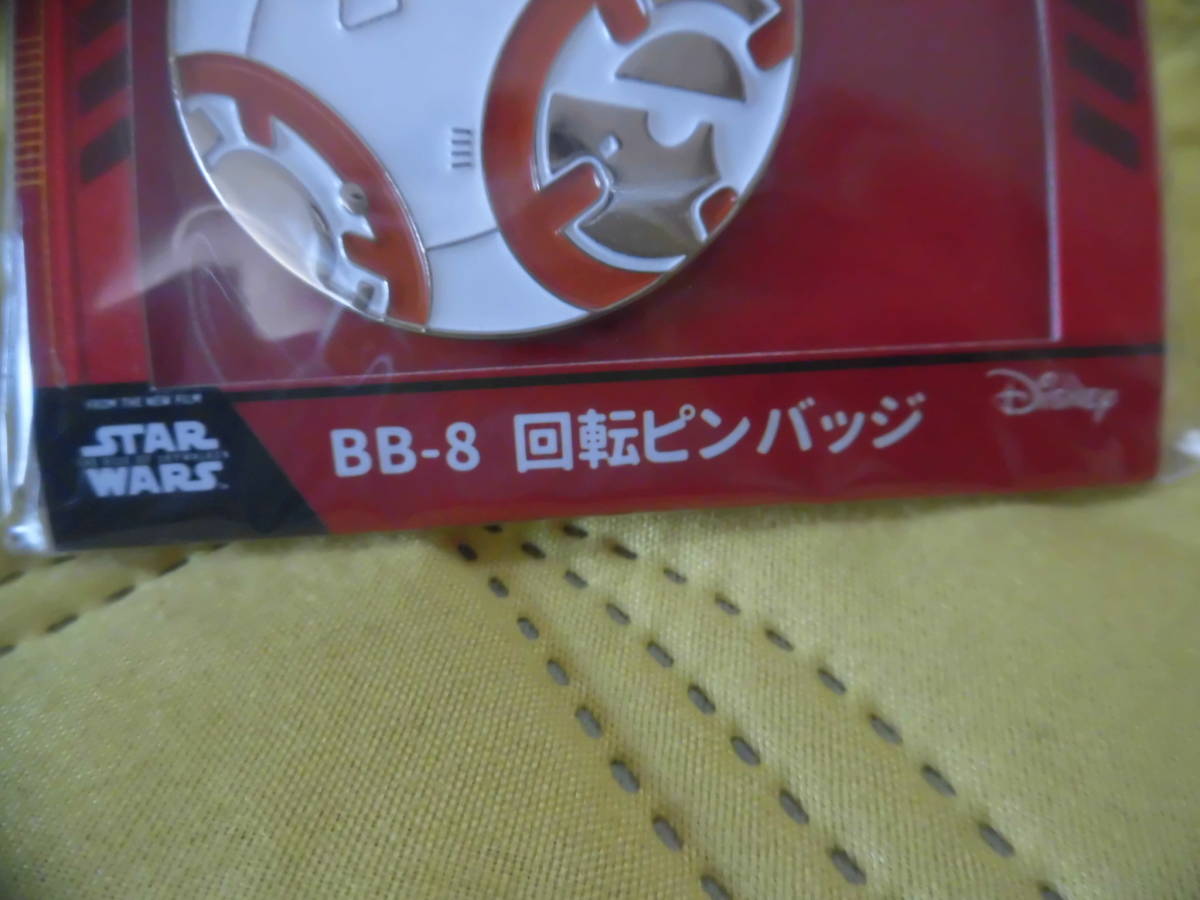 FROM THE NEW FILM
STAR
WARS
BB-8 回転ピンバッジ
Disney